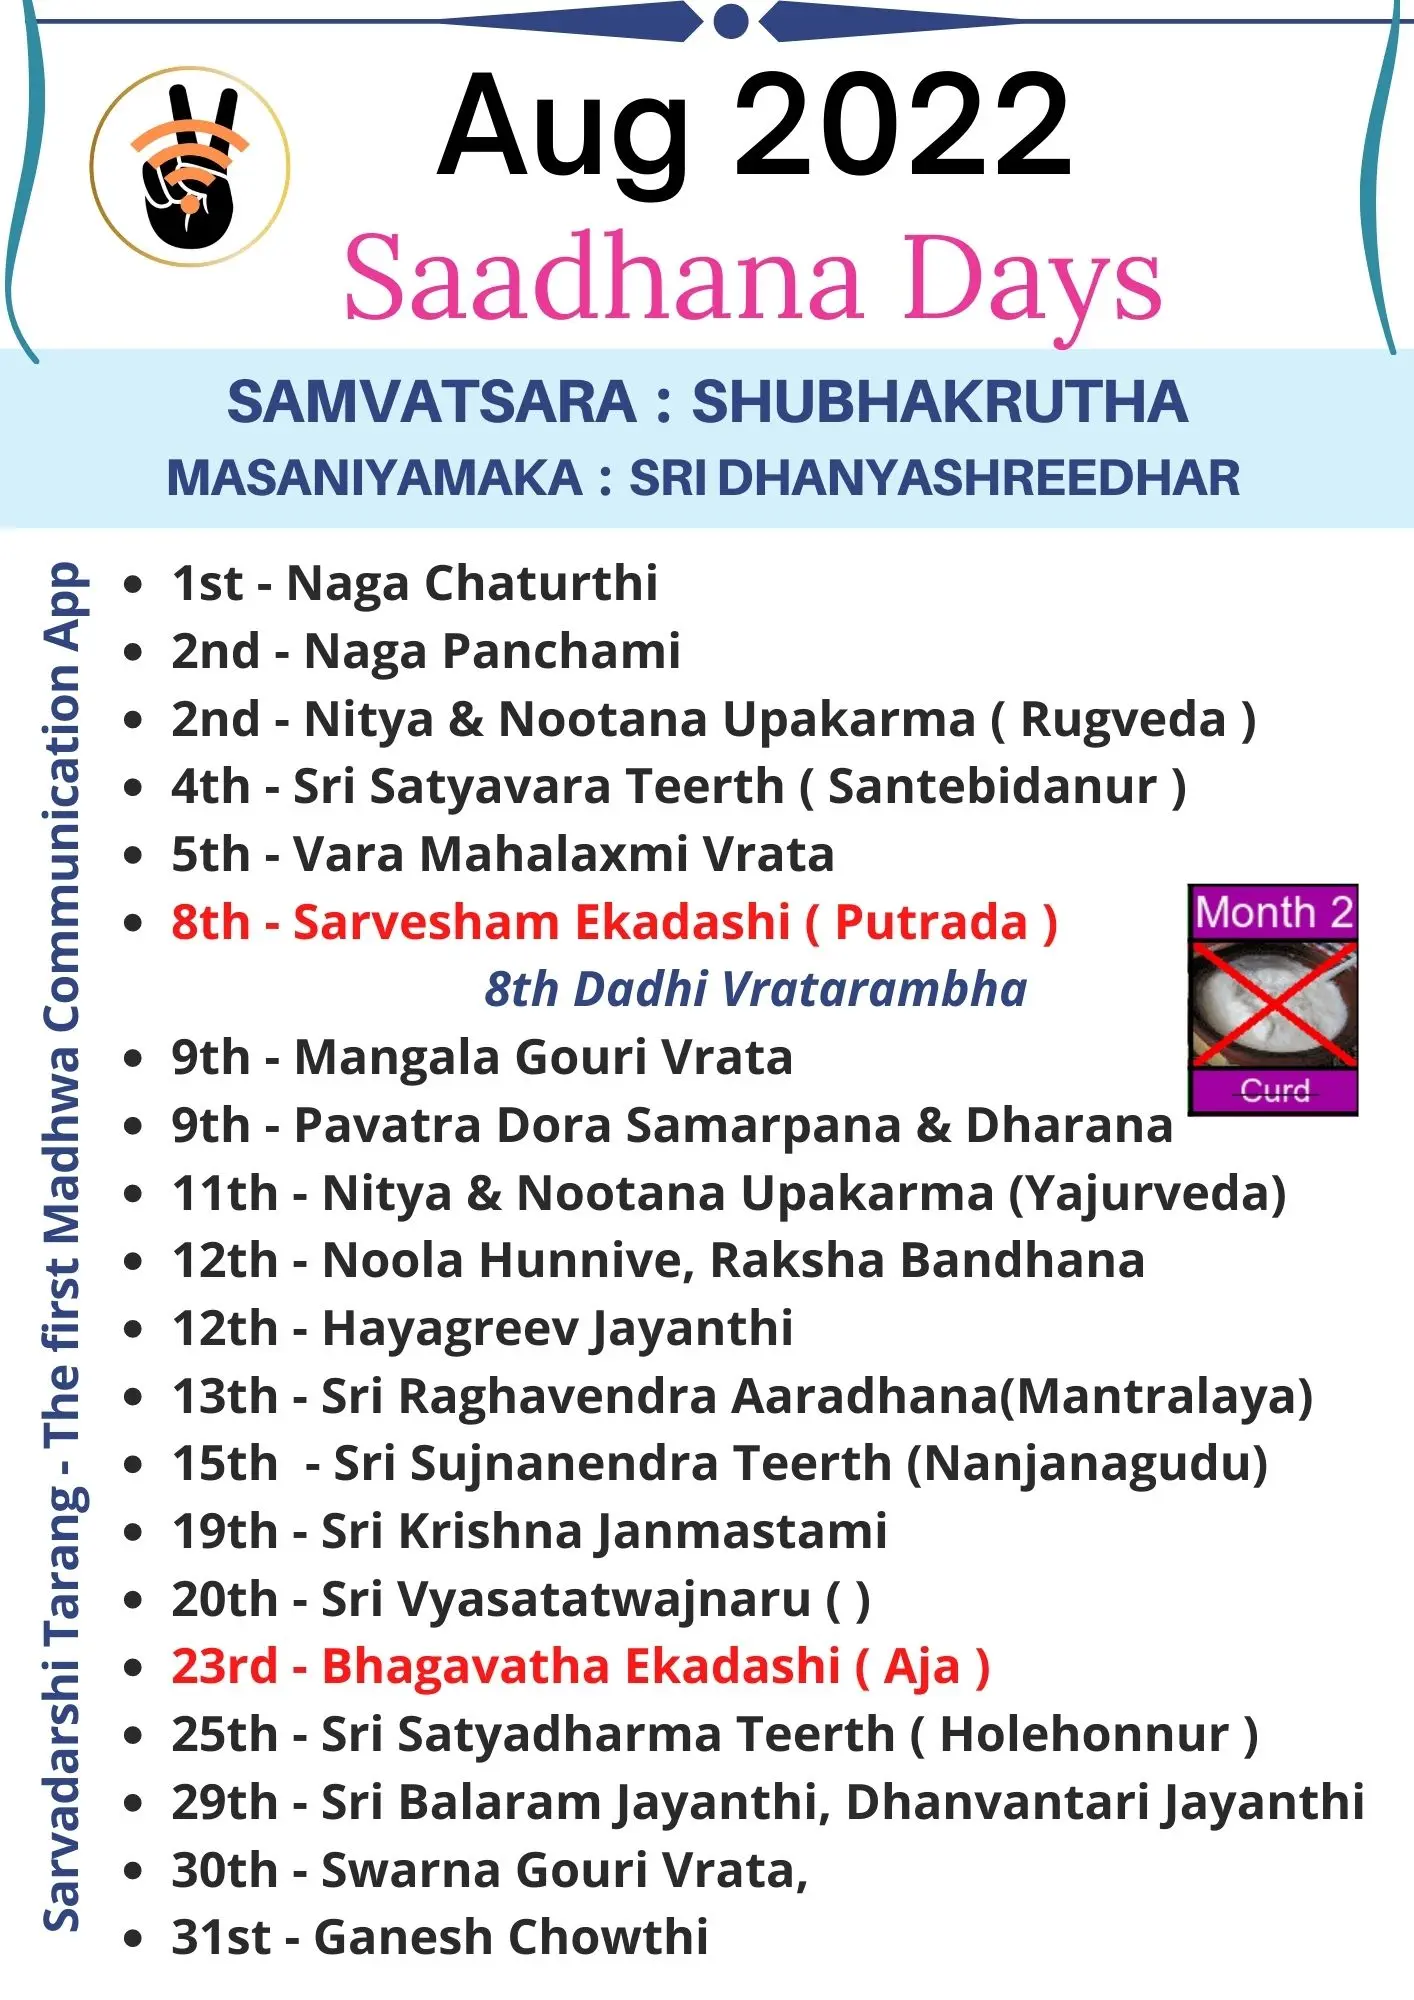 Aug 2022
Saadhana Days
SAMVATSARA : SHUBHAKRUTHA
MASANIYAMAKA : SRI DHANYASHREEDHAR
Sarvadarshi Tarang - The first Madhwa Communication App
• 1st - Naga Chaturthi
• 2nd - Naga Panchami
• 2nd - Nitya & Nootana Upakarma ( Rugveda )
• 4th - Sri Satyavara Teerth ( Santebidanur )
• 5th - Vara Mahalaxmi Vrata
• 8th - Sarvesham Ekadashi ( Putrada )
8th Dadhi Vratarambha
Month 2
Curd
• 9th - Mangala Gouri Vrata
• 9th - Pavatra Dora Samarpana & Dharana
• 11th - Nitya & Nootana Upakarma (Yajurveda)
• 12th - Noola Hunnive, Raksha Bandhana
• 12th - Hayagreev Jayanthi
• 13th - Sri Raghavendra Aaradhana(Mantralaya)
• 15th  - Sri Sujnanendra Teerth (Nanjanagudu)
• 19th - Sri Krishna Janmastami
• 20th - Sri Vyasatatwajnaru ( )
• 23rd - Bhagavatha Ekadashi ( Aja )
• 25th - Sri Satyadharma Teerth ( Holehonnur )
• 29th - Sri Balaram Jayanthi, Dhanvantari Jayanthi
• 30th - Swarna Gouri Vrata,
• 31st - Ganesh Chowthi